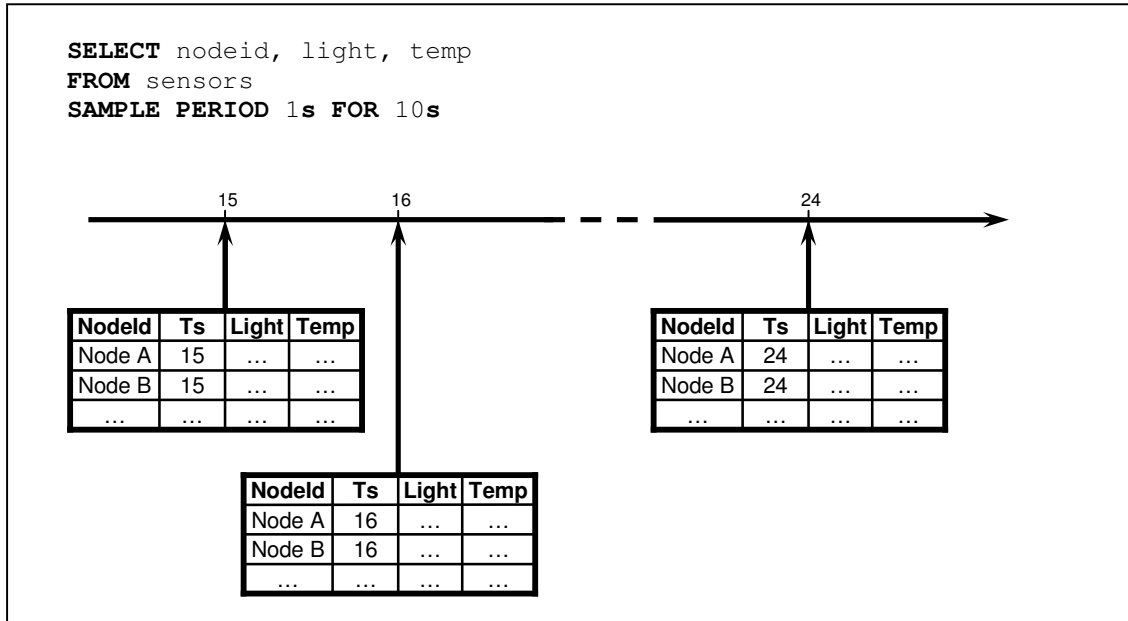 SELECT nodeid, light, temp
FROM sensors
SAMPLE PERIOD 1s FOR 10s
15 16 24
NodeId Ts Light Temp
Node A 15 … …
Node B 15 … …
… … … …
NodeId Ts Light Temp
Node A 16 … …
Node B 16 … …
… … … …
NodeId Ts Light Temp
Node A 24 … …
Node B 24 … …
… … … …